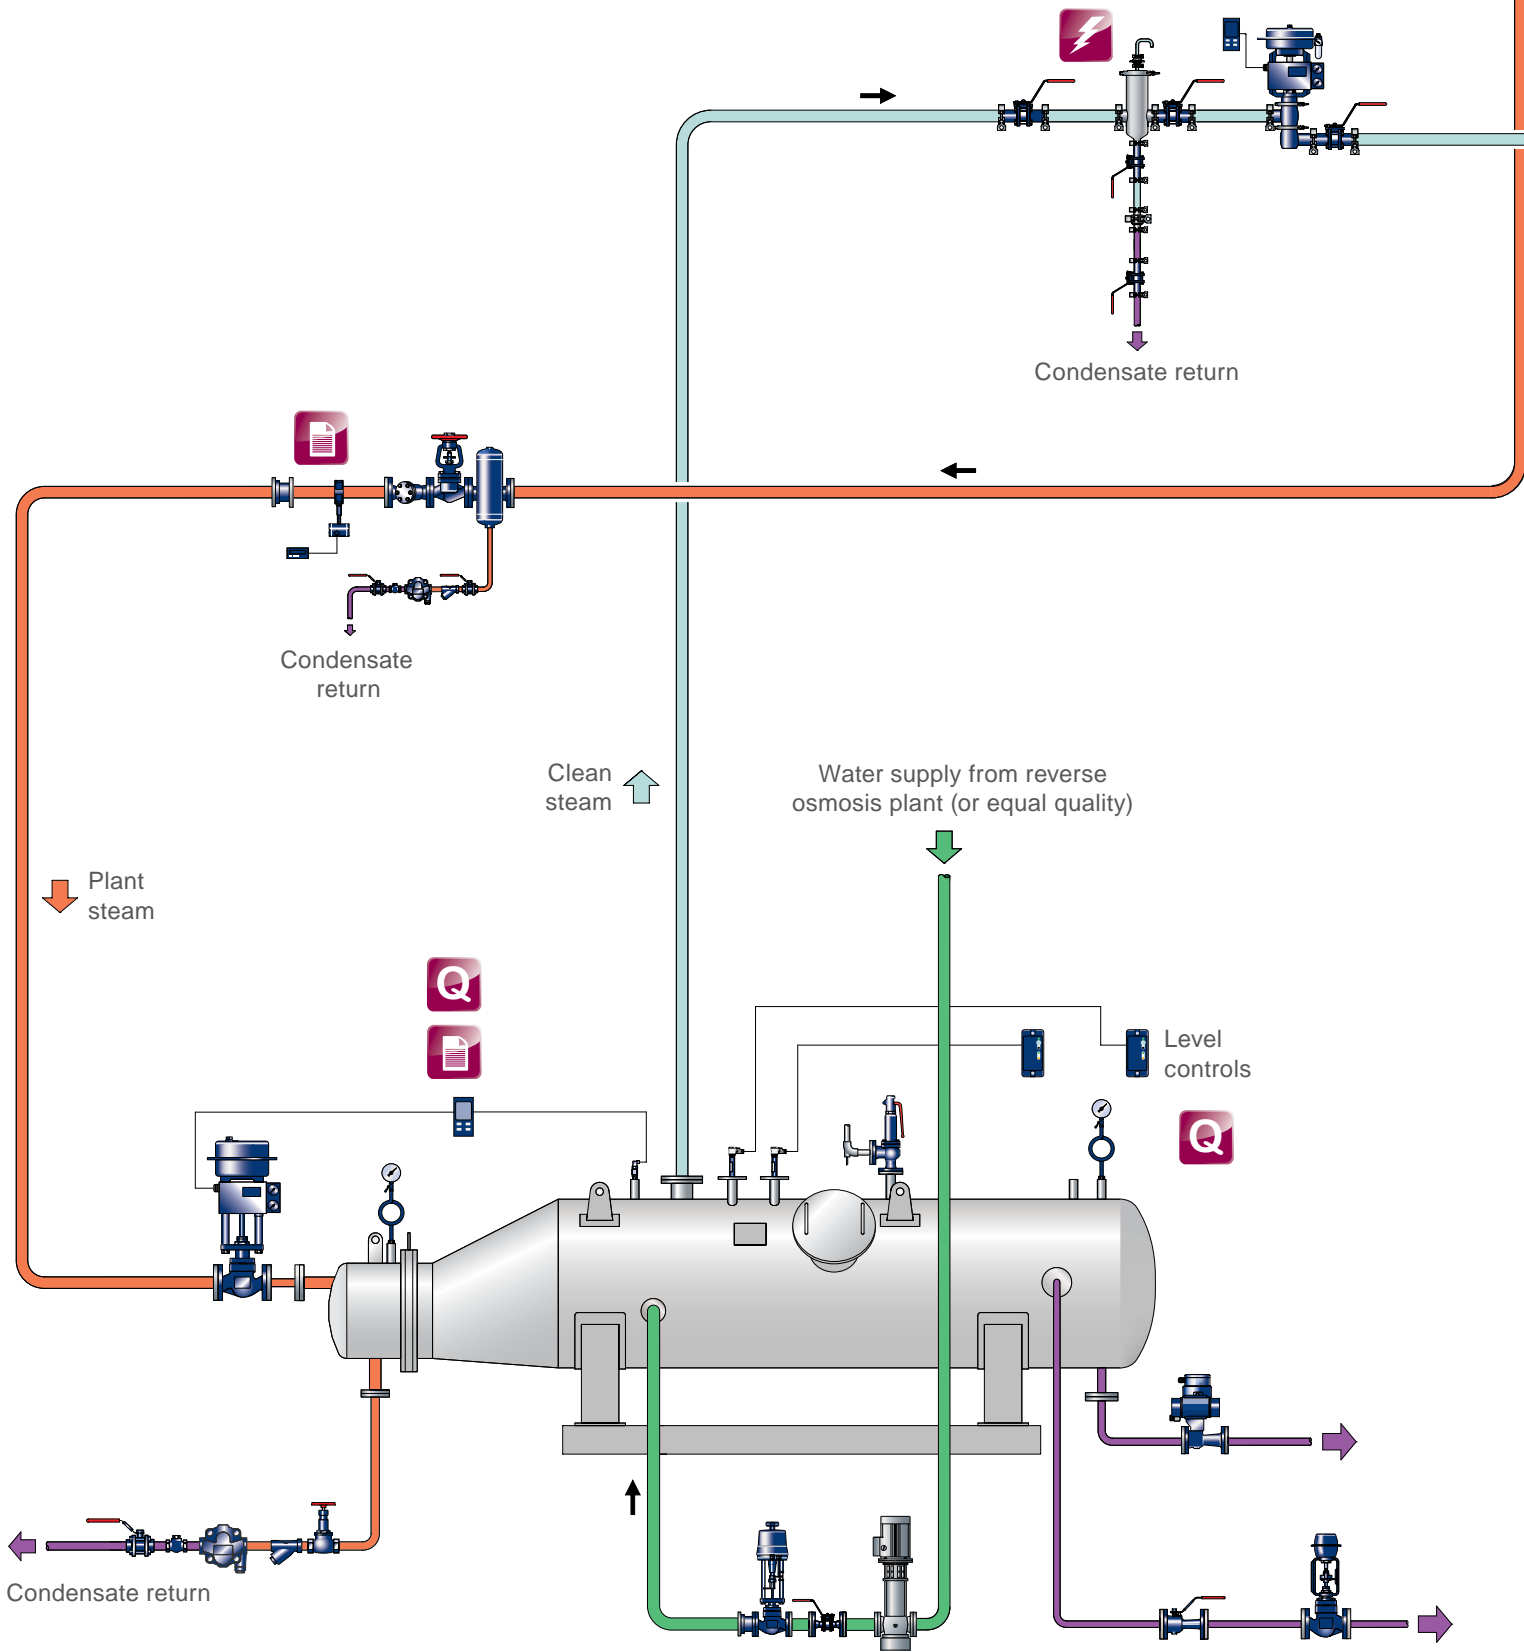 Condensate return
Condensate
return
Clean
steam
Water supply from reverse
osmosis plant (or equal quality)
Plant
steam
Q
Level
controls
Q
Condensate return